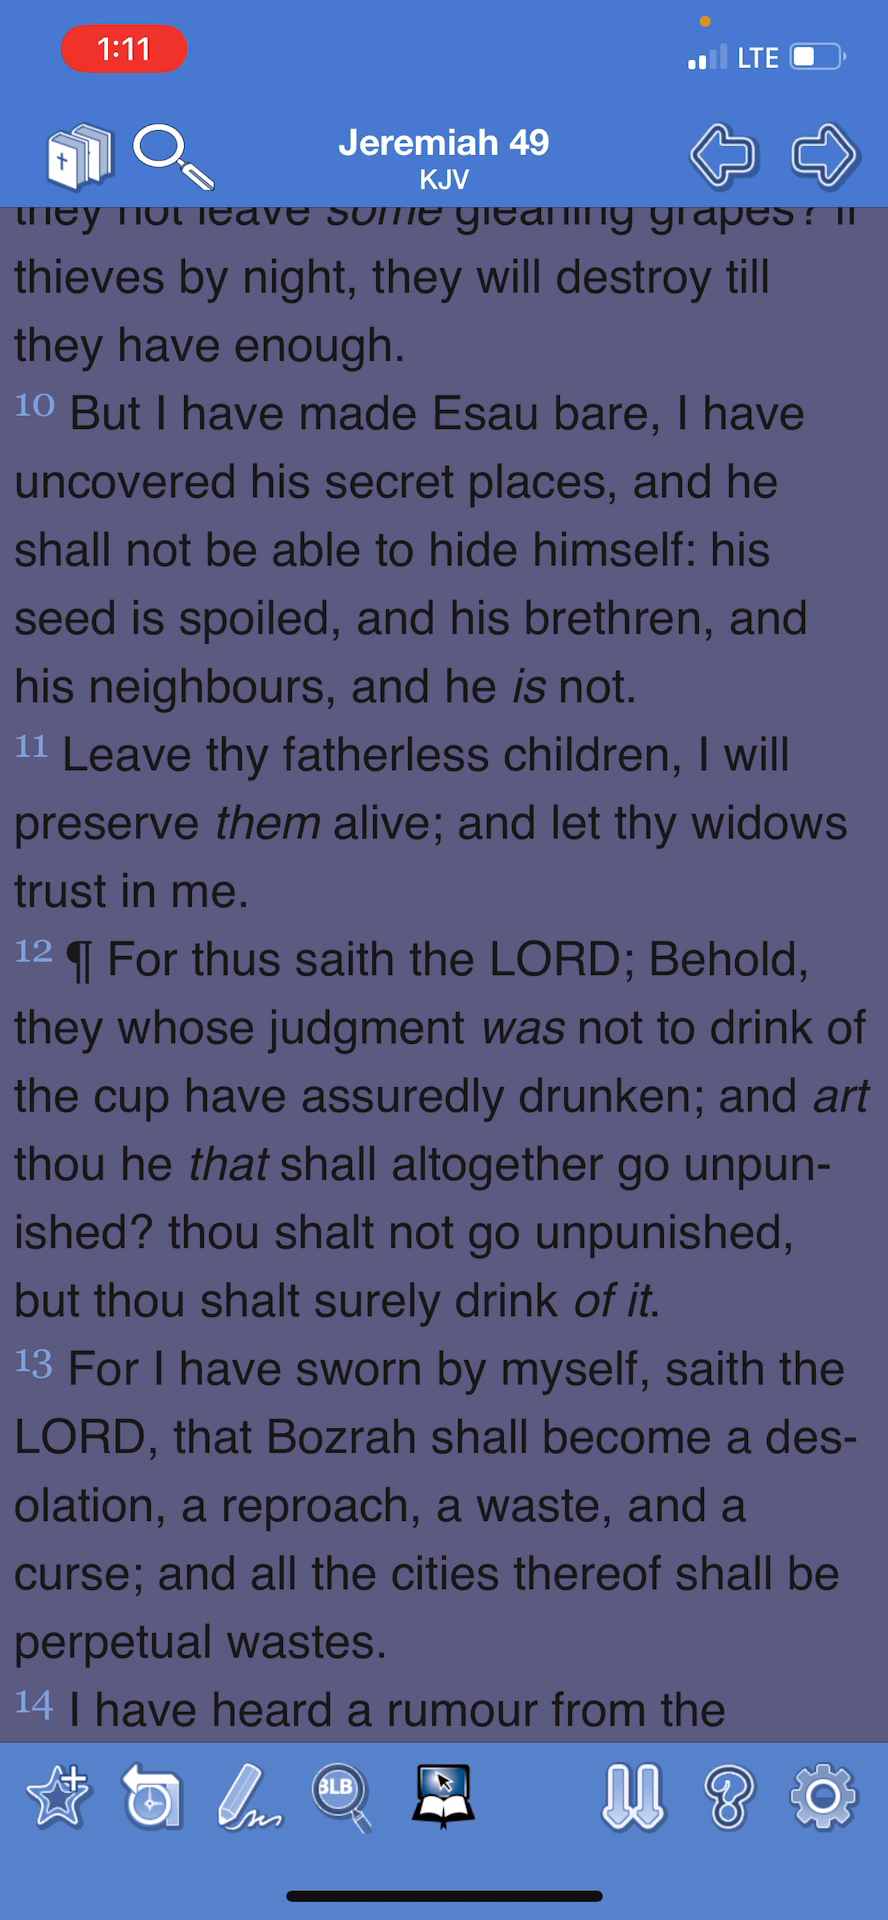 1:11
LTE
Jeremiah 49
KJV
they not leave some gleaning grapes? if
thieves by night, they will destroy till
they have enough.
10 But I have made Esau bare, I have
uncovered his secret places, and he
shall not be able to hide himself: his
seed is spoiled, and his brethren, and
his neighbours, and he is not.
11 Leave thy fatherless children, I will
preserve them alive; and let thy widows
trust in me.
12 ¶ For thus saith the LORD; Behold,
they whose judgment was not to drink of
the cup have assuredly drunken; and art
thou he that shall altogether go unpun-
ished? thou shalt not go unpunished,
but thou shalt surely drink of it.
13 For I have sworn by myself, saith the
LORD, that Bozrah shall become a des-
olation, a reproach, a waste, and a
curse; and all the cities thereof shall be
perpetual wastes.
14 I have heard a rumour from the
BLB